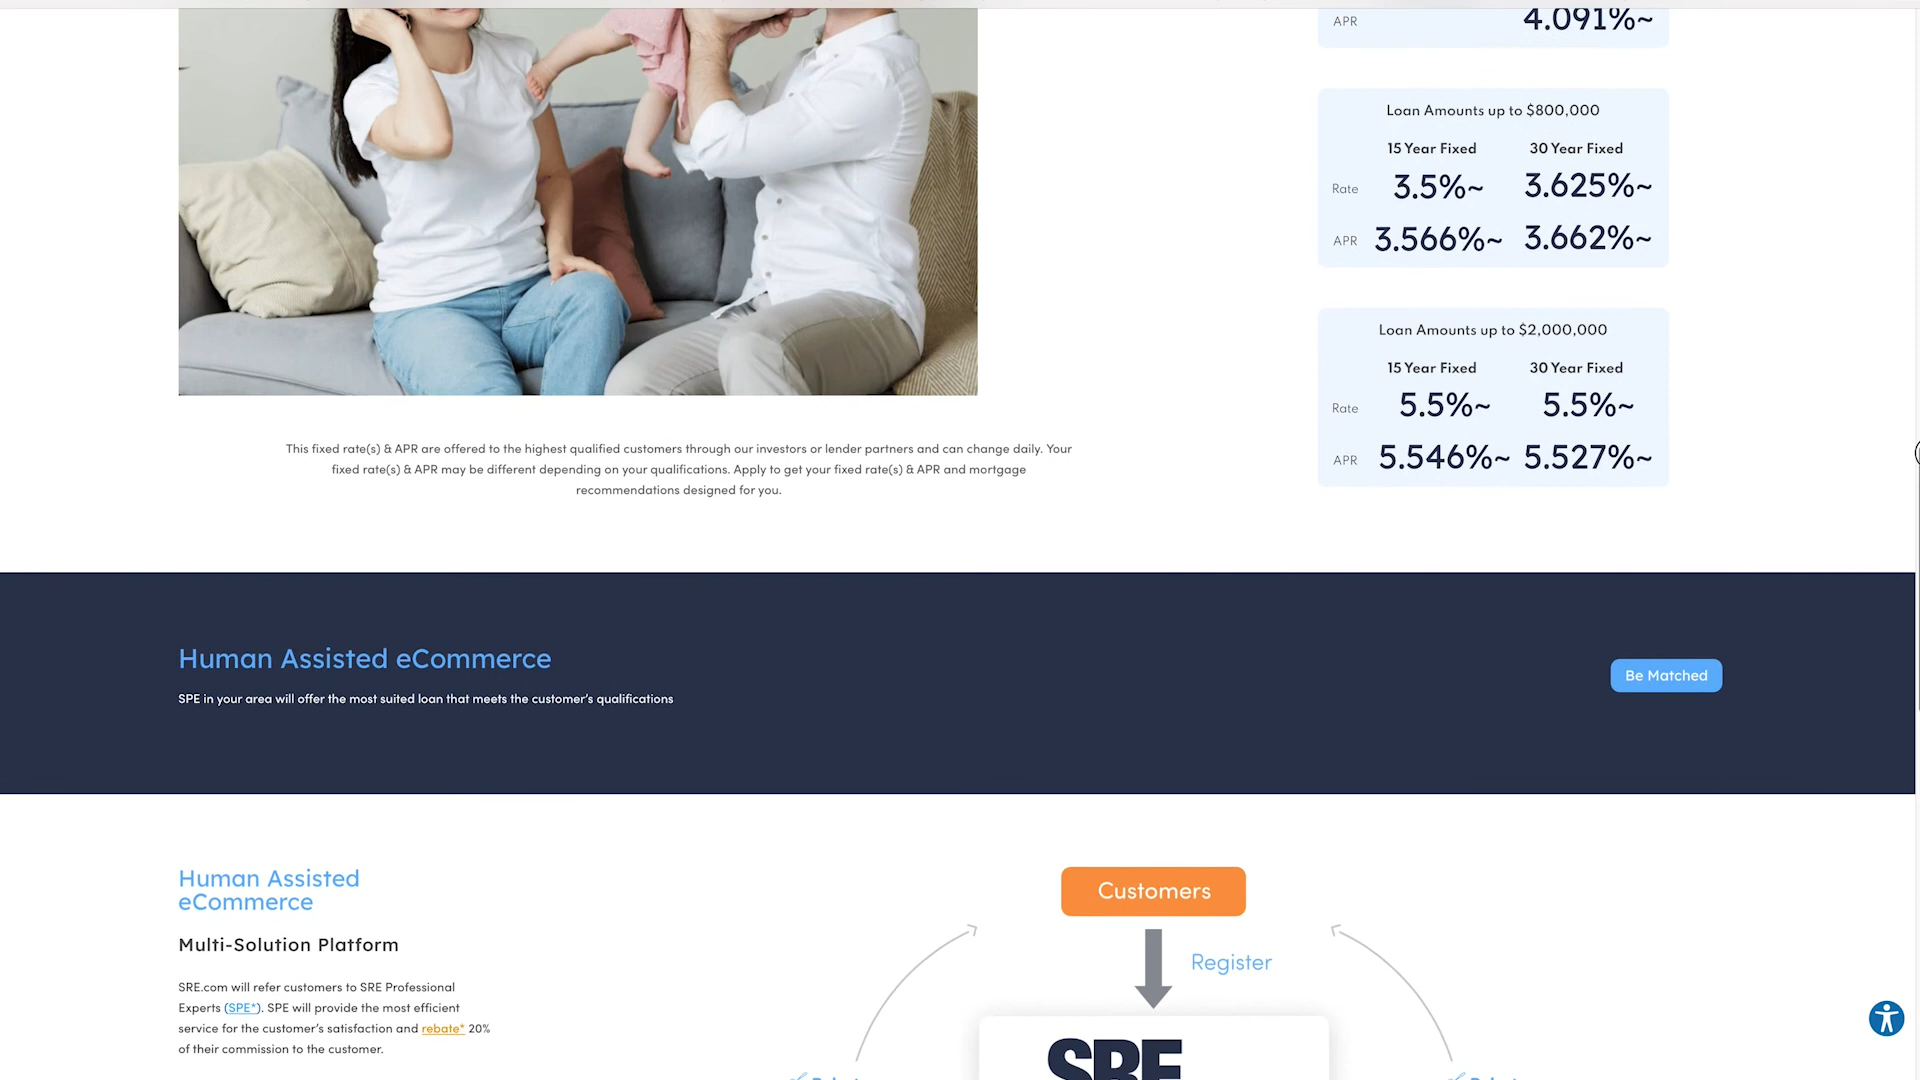 APR 4.091%~
Loan Amounts up to $800,000
15 Year Fixed 30 Year Fixed
Rate 3.5%~ 3.625%~
APR 3.566%~ 3.662%~
Loan Amounts up to $2,000,000
15 Year Fixed 30 Year Fixed
Rate 5.5%~ 5.5%~
APR 5.546%~ 5.527%~
This fixed rate(s) & APR are offered to the highest qualified customers through our investors or lender partners and can change daily. Your
fixed rate(s) & APR may be different depending on your qualifications. Apply to get your fixed rate(s) & APR and mortgage
recommendations designed for you.
Human Assisted eCommerce
SPE in your area will offer the most suited loan that meets the customer's qualifications
Be Matched
Human Assisted
eCommerce
Multi-Solution Platform
SRE.com will refer customers to SRE Professional
Experts (SPE*). SPE will provide the most efficient
service for the customer's satisfaction and rebate* 20%
of their commission to the customer.
Customers
Register
SRE